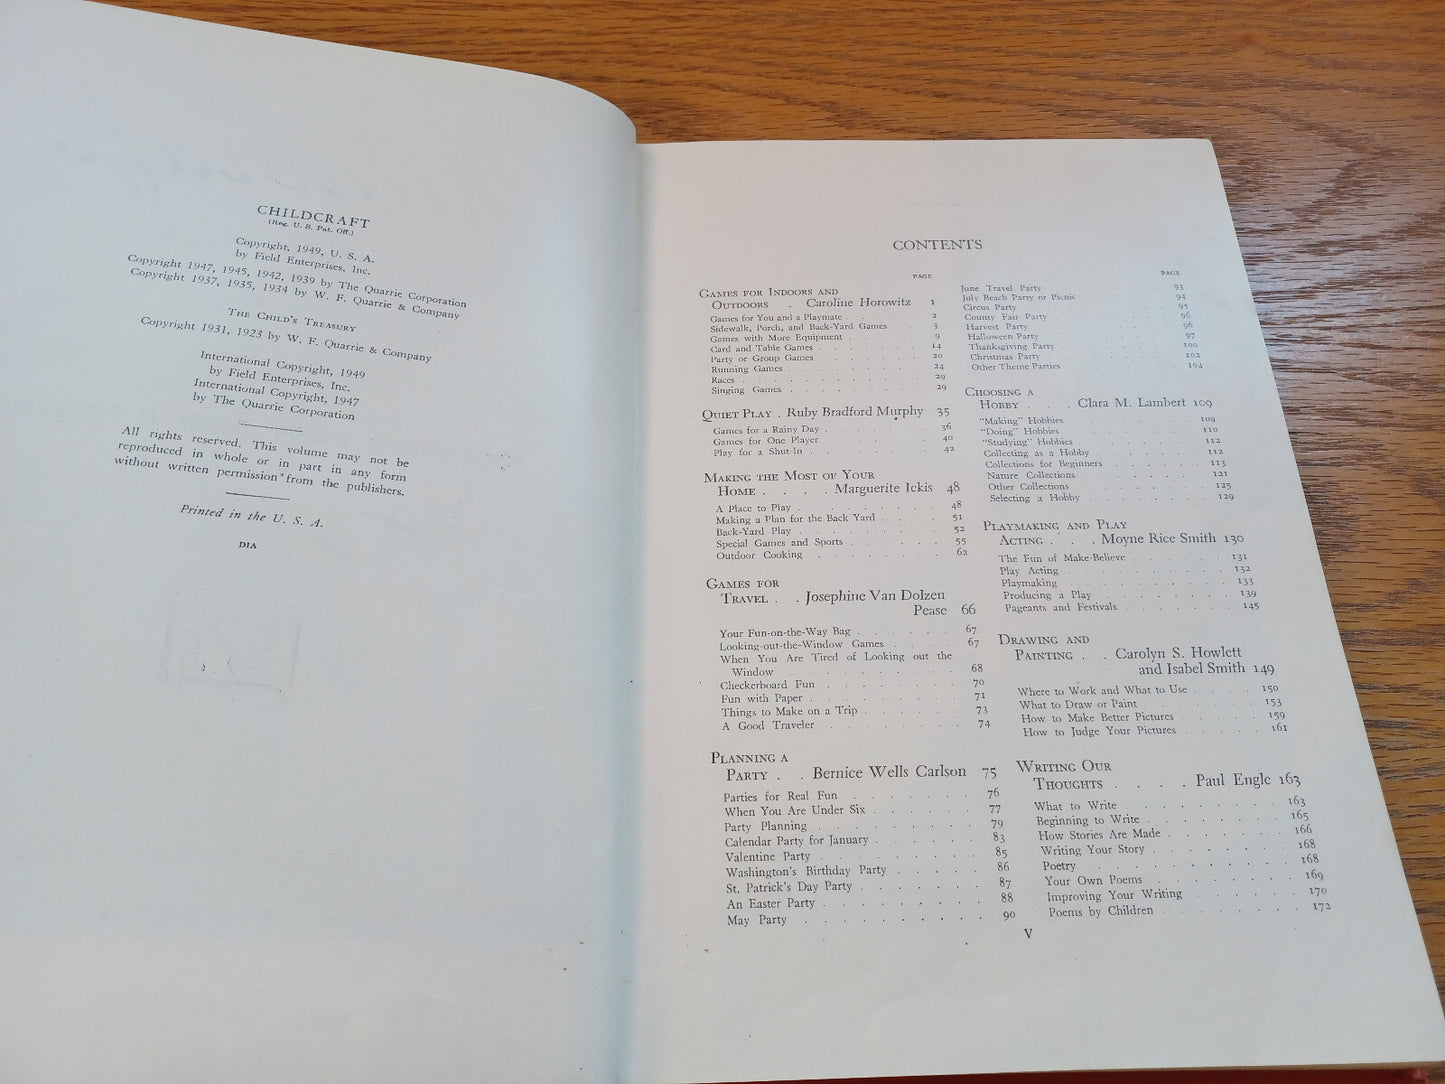 CHILDCRAFT
(Reg. U. S. Pat. Off.)
Copyright, 1949, U. S. A.
by Field Enterprises, Inc.
Copyright 1947, 1945, 1942, 1939 by The Quarrie Corporation
Copyright 1937, 1935, 1934 by W. F. Quarrie & Company
The Child's Treasury
Copyright 1931, 1923 by W. F. Quarrie & Company
International Copyright, 1949
by Field Enterprises, Inc.
International Copyright, 1947
by The Quarrie Corporation
All rights reserved. This volume may not be
reproduced in whole or in part in any form
without written permission from the publishers.
Printed in the U. S. A.
DIA
CONTENTS
PAGE
Games for Indoors and
Outdoors . Caroline Horowitz 1
Games for You and a Playmate . . 2
Sidewalk, Porch, and Back-Yard Games . 3
Games with More Equipment . . 9
Card and Table Games . . . 14
Party or Group Games . . . 20
Running Games . . . . 24
Races . . . . . . . 29
Singing Games . . . . 29
Quiet Play . Ruby Bradford Murphy 35
Games for a Rainy Day . . . 36
Games for One Player . . . 40
Play for a Shut-In . . . . 42
Making the Most of Your
Home . . . . Marguerite Ickis 48
A Place to Play . . . . . 48
Making a Plan for the Back Yard . . . 51
Back-Yard Play . . . . . 52
Special Games and Sports . . . . 55
Outdoor Cooking . . . . . 62
Games for
Travel . . Josephine Van Dolzen
Pease 66
Your Fun-on-the-Way Bag . . . . . 67
Looking-out-the-Window Games . . . . 67
When You Are Tired of Looking out the
Window . . . . . . . 68
Checkerboard Fun . . . . . . 70
Fun with Paper . . . . . . 71
Things to Make on a Trip . . . . 73
A Good Traveler . . . . . . 74
Planning a
Party . . Bernice Wells Carlson 75
Parties for Real Fun . . . . . 76
When You Are Under Six . . . . 77
Party Planning . . . . . . 79
Calendar Party for January . . . . 83
Valentine Party . . . . . . 85
Washington's Birthday Party . . . . 86
St. Patrick's Day Party . . . . . 87
An Easter Party . . . . . . 88
May Party . . . . . . . 90
PAGE
June Travel Party . . . . 93
July Beach Party or Picnic . . . 94
Circus Party . . . . . 95
County Fair Party . . . . 96
Harvest Party . . . . . 96
Halloween Party . . . . 97
Thanksgiving Party . . . . 100
Christmas Party . . . . 102
Other Theme Parties . . . 104
Choosing a
Hobby . . . Clara M. Lambert 109
"Making" Hobbies . . . . 109
"Doing" Hobbies . . . . 110
"Studying" Hobbies . . . . 112
Collecting as a Hobby . . . . 112
Collections for Beginners . . . . 113
Nature Collections . . . . 121
Other Collections . . . . 125
Selecting a Hobby . . . . 129
Playmaking and Play
Acting . . . Moyne Rice Smith 130
The Fun of Make-Believe . . . . 131
Play Acting . . . . . . 132
Playmaking . . . . . . 133
Producing a Play . . . . . 139
Pageants and Festivals . . . . 145
Drawing and
Painting . . Carolyn S. Howlett
and Isabel Smith 149
Where to Work and What to Use . . . . 150
What to Draw or Paint . . . . . 153
How to Make Better Pictures . . . . 159
How to Judge Your Pictures . . . . 161
Writing Our
Thoughts . . . . Paul Engle 163
What to Write . . . . . . 163
Beginning to Write . . . . . 165
How Stories Are Made . . . . . 166
Writing Your Story . . . . . 168
Poetry . . . . . . . 168
Your Own Poems . . . . . 169
Improving Your Writing . . . . 170
Poems by Children . . . . . 172
V